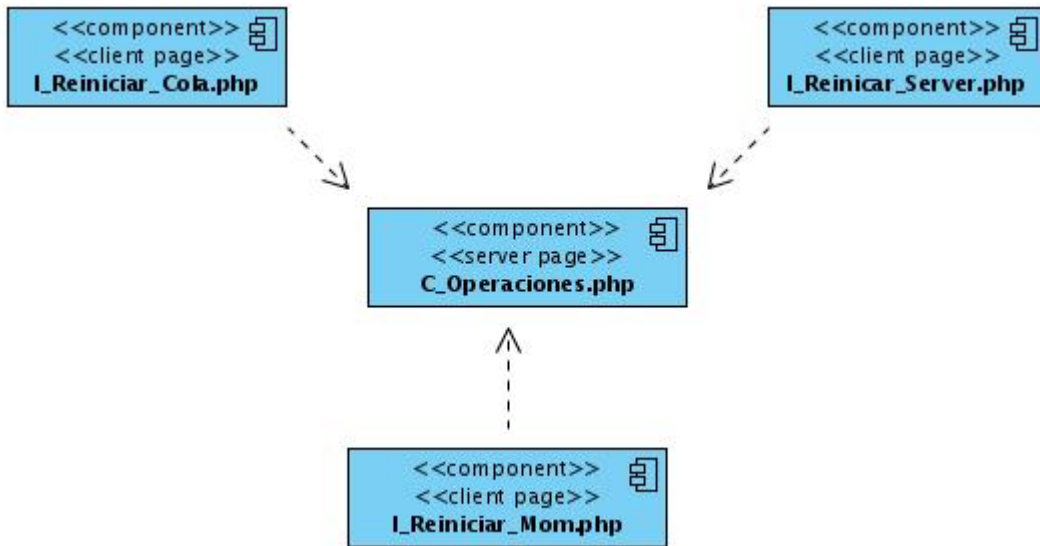 <<component>>
<<client page>>
I_Reiniciar_Cola.php
<<component>>
<<client page>>
I_Reinicar_Server.php
<<component>>
<<server page>>
C_Operaciones.php
<<component>>
<<client page>>
I_Reiniciar_Mom.php